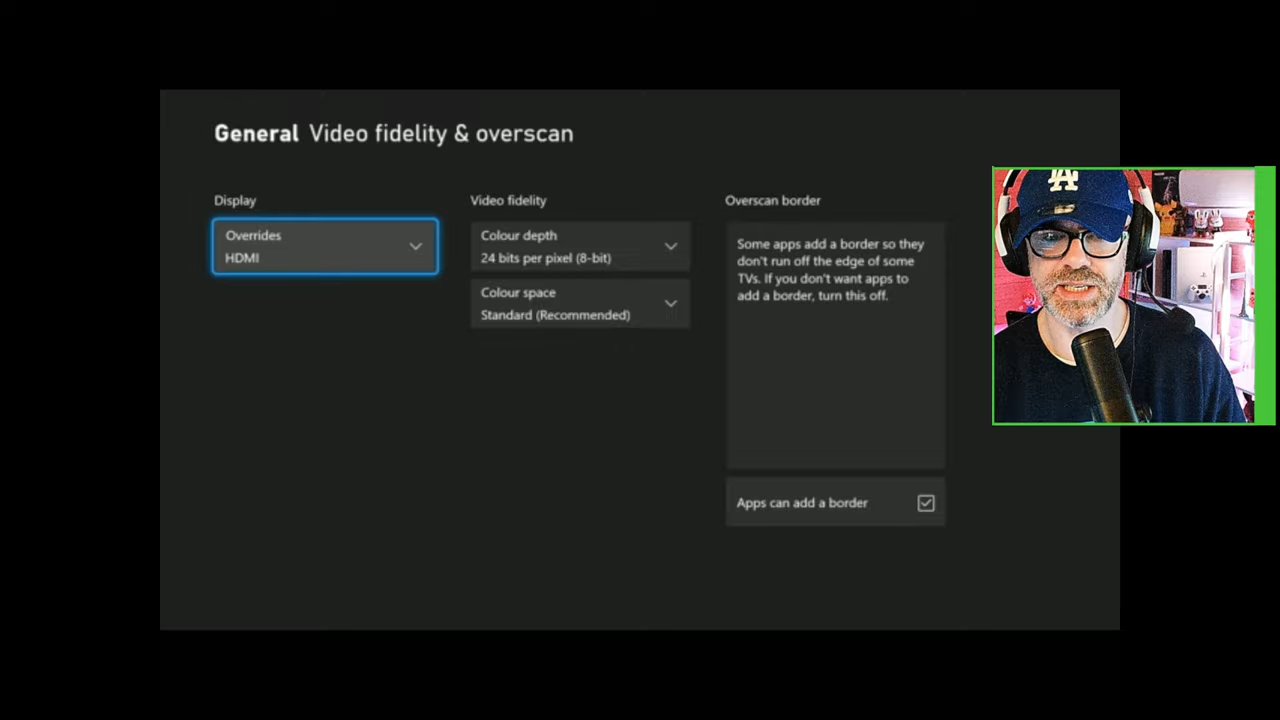 General Video fidelity & overscan
Display
Overrides
HDMI
Video fidelity
Colour depth
24 bits per pixel (8-bit)
Colour space
Standard (Recommended)
Overscan border
Some apps add a border so they
don't run off the edge of some
TVs. If you don't want apps to
add a border, turn this off.
Apps can add a border
LA